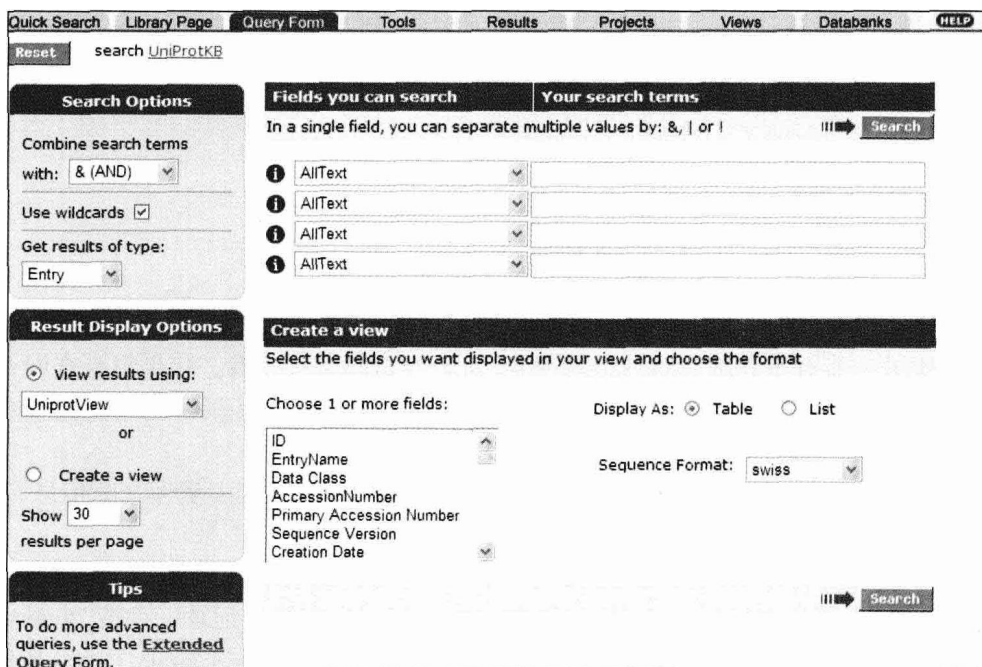 Quick Search Library Page Query Form Tools Results Projects Views Databanks HELP
Reset search UniProtKB
Search Options
Combine search terms
with: & (AND)
Use wildcards
Get results of type:
Entry
Fields you can search Your search terms
In a single field, you can separate multiple values by: &, | or ! Search
AllText
AllText
AllText
AllText
Result Display Options
View results using:
UniprotView
or
Create a view
Show 30
results per page
Create a view
Select the fields you want displayed in your view and choose the format
Choose 1 or more fields:
ID
EntryName
Data Class
AccessionNumber
Primary Accession Number
Sequence Version
Creation Date
Display As: Table List
Sequence Format: swiss
Search
Tips
To do more advanced
queries, use the Extended
Query Form.